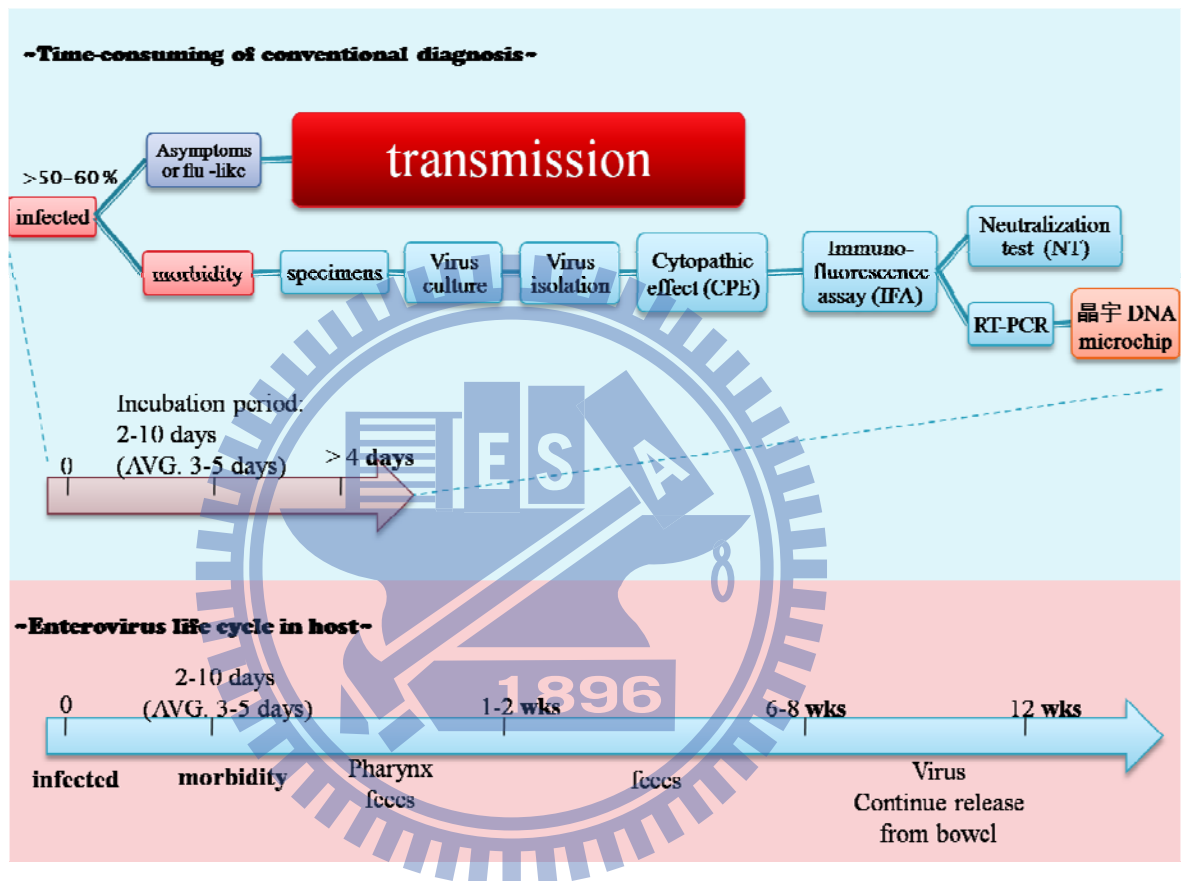 ~Time-consuming of conventional diagnosis~
>50-60%
infected
Asymptoms
or flu -like
transmission
morbidity
specimens
Virus
culture
Virus
isolation
Cytopathic
effect (CPE)
Immuno-
fluorescence
assay (IFA)
Neutralization
test (NT)
RT-PCR
晶宇 DNA
microchip
Incubation period:
2-10 days
(AVG. 3-5 days)
0
> 4 days
ESA
1896
~Enterovirus life cycle in host~
0
2-10 days
(AVG. 3-5 days)
1-2 wks
6-8 wks
12 wks
infected
morbidity
Pharynx
feces
feces
Virus
Continue release
from bowel